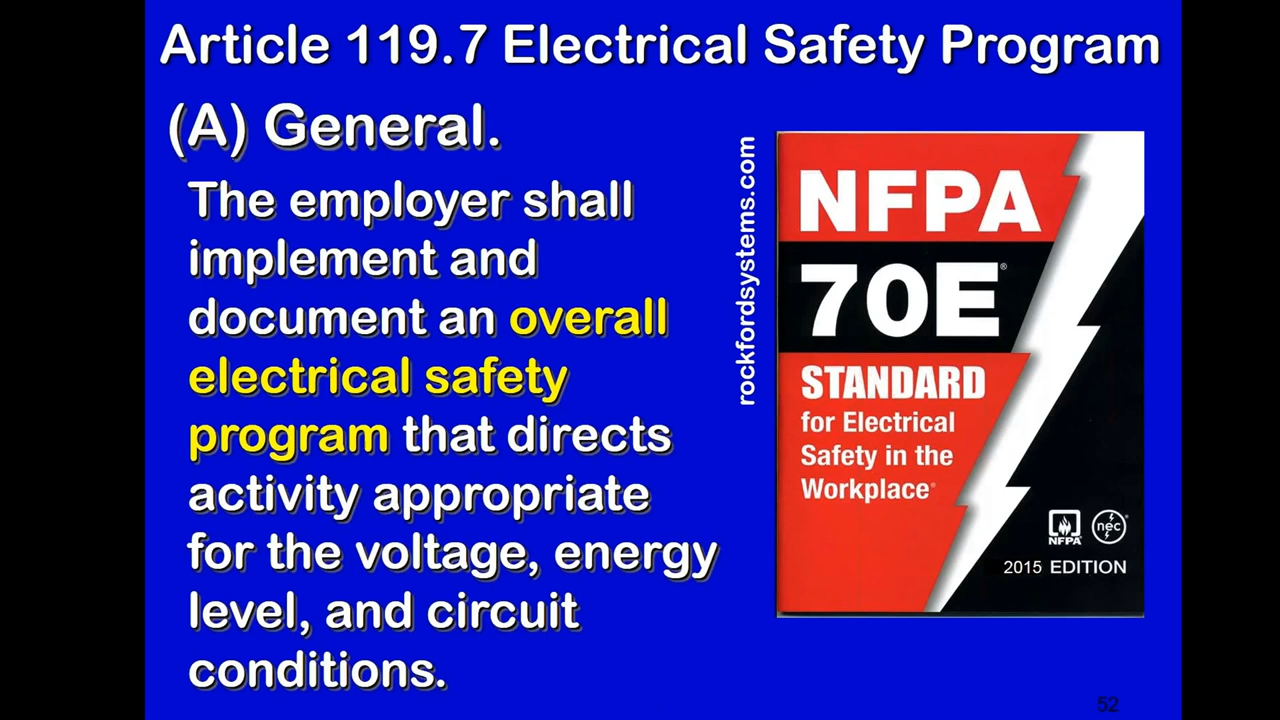 Article 119.7 Electrical Safety Program
(A) General.
The employer shall
implement and
document an overall
electrical safety
program that directs
activity appropriate
for the voltage, energy
level, and circuit
conditions.
rockfordsystems.com
NFPA
70E®
STANDARD
for Electrical
Safety in the
Workplace®
NFPA
nec®
2015 EDITION
52